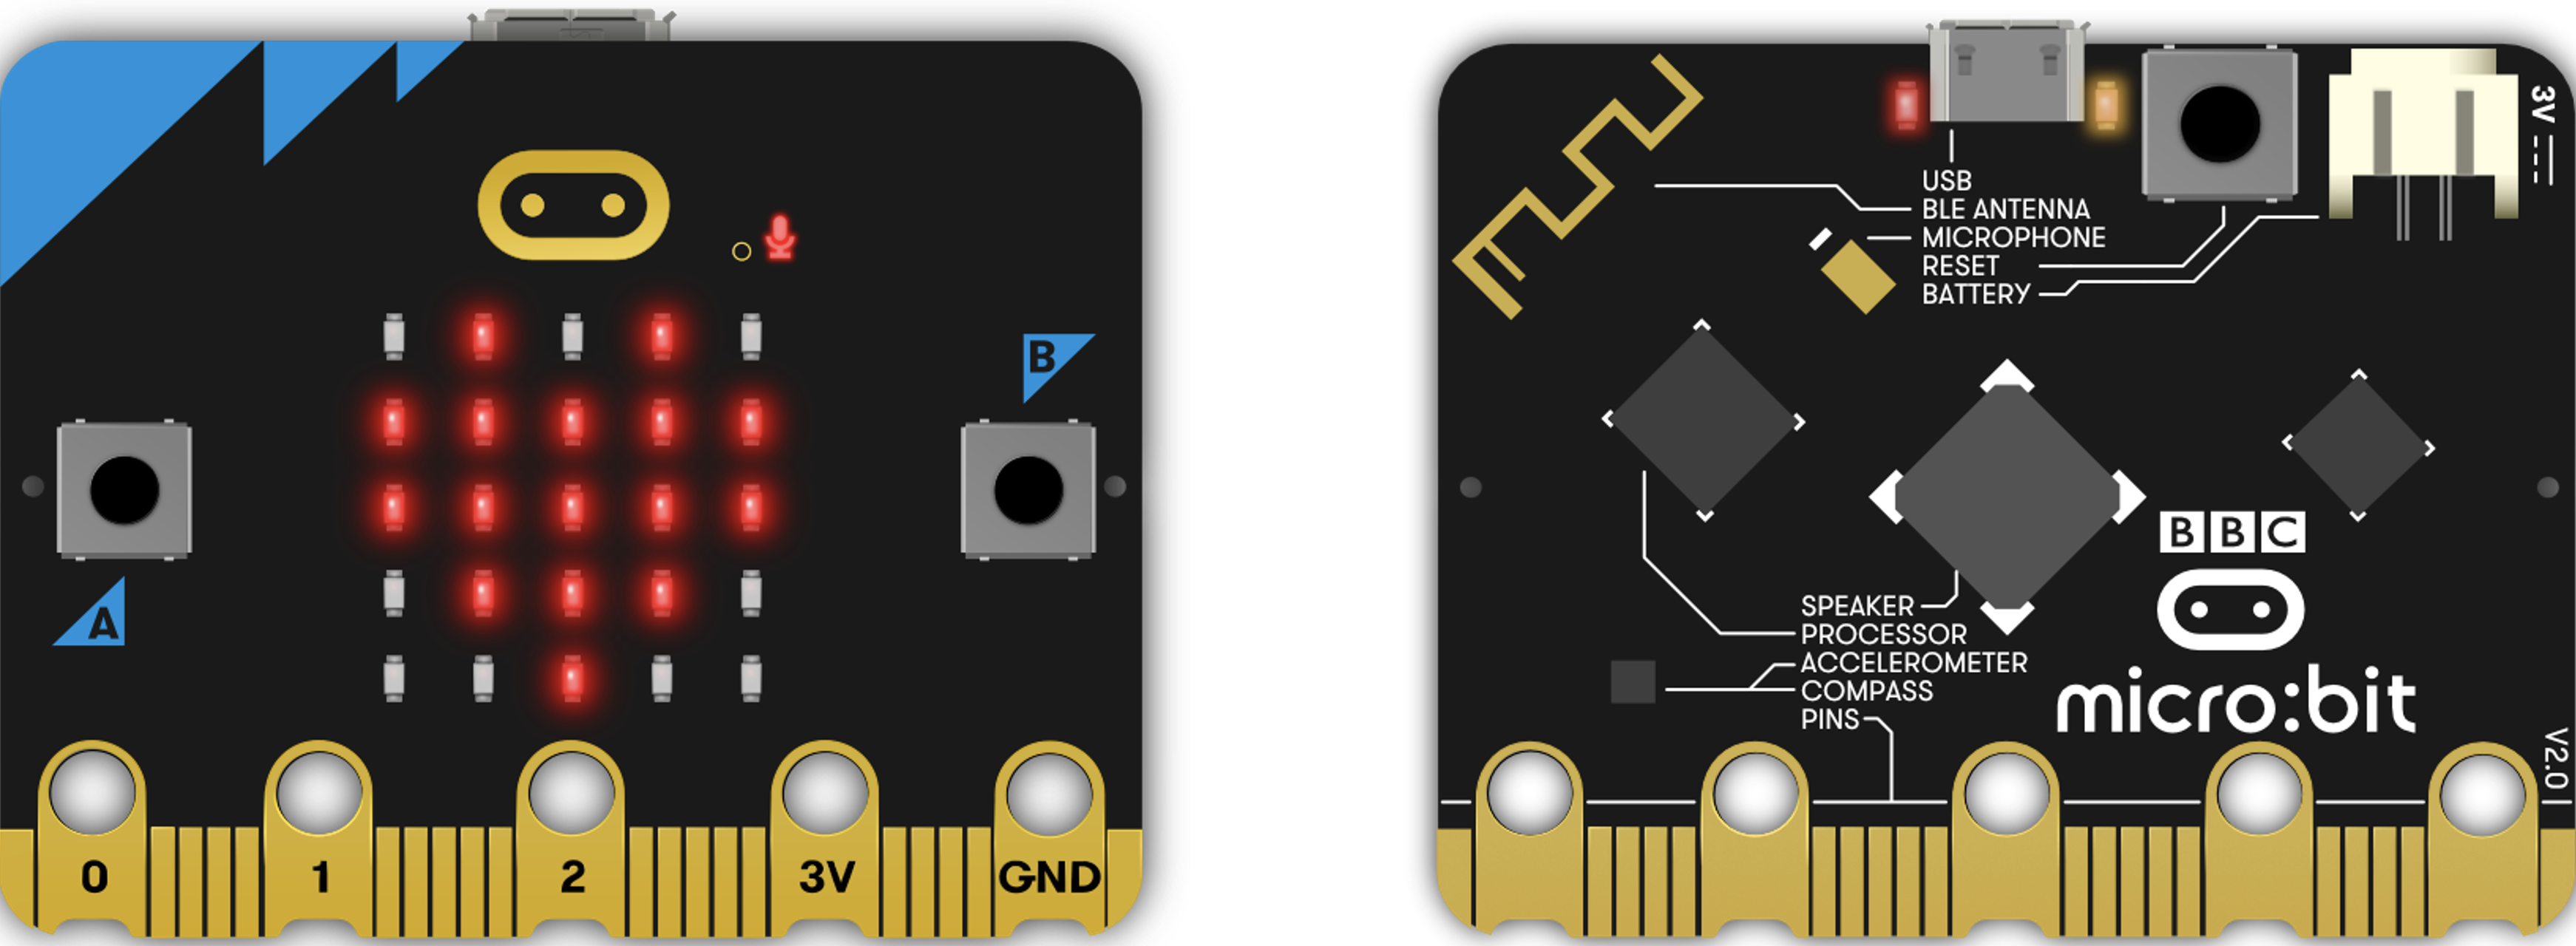 B
A
0
1
2
3V
GND
3V
USB
BLE ANTENNA
MICROPHONE
RESET
BATTERY
BBC
SPEAKER
PROCESSOR
ACCELEROMETER
COMPASS
PINS
micro:bit
V2.0